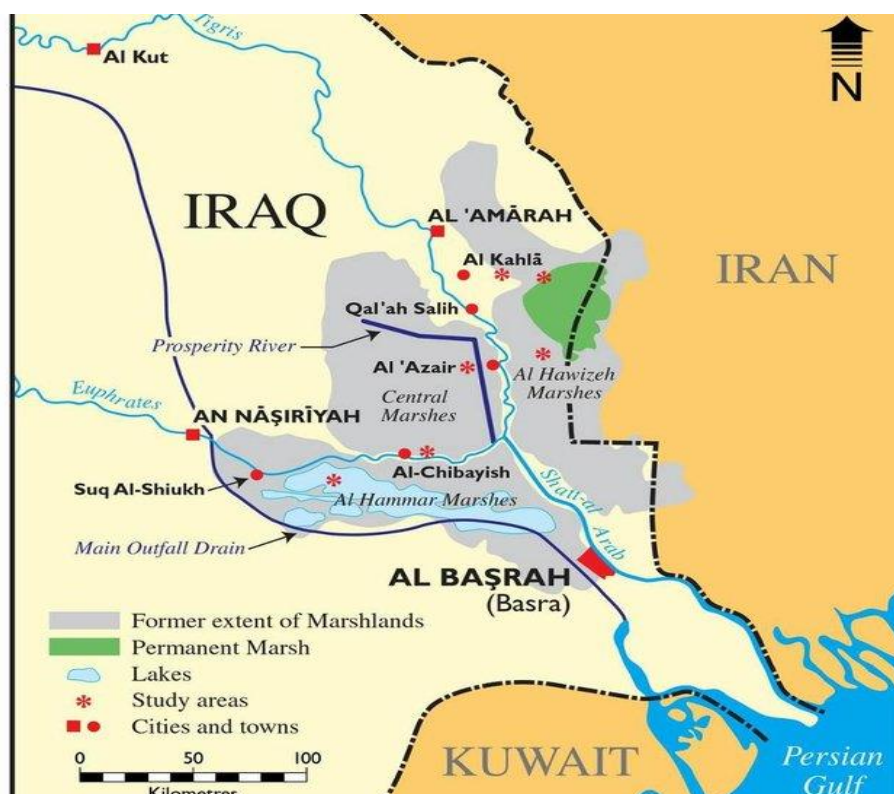 Tigris
Al Kut
N
IRAQ
AL 'AMĀRAH
Al Kahlā
IRAN
Qal'ah Salih
Prosperity River
Al 'Azair
Al Hawizeh
Marshes
Central
Marshes
Euphrates
AN NĀṢIRĪYAH
Al-Chibayish
Suq Al-Shiukh
Al Hammar Marshes
Shatt-al Arab
Main Outfall Drain
AL BAṢRAH
(Basra)
Former extent of Marshlands
Permanent Marsh
Lakes
Study areas
Cities and towns
0 50 100
Kilometres
KUWAIT
Persian
Gulf